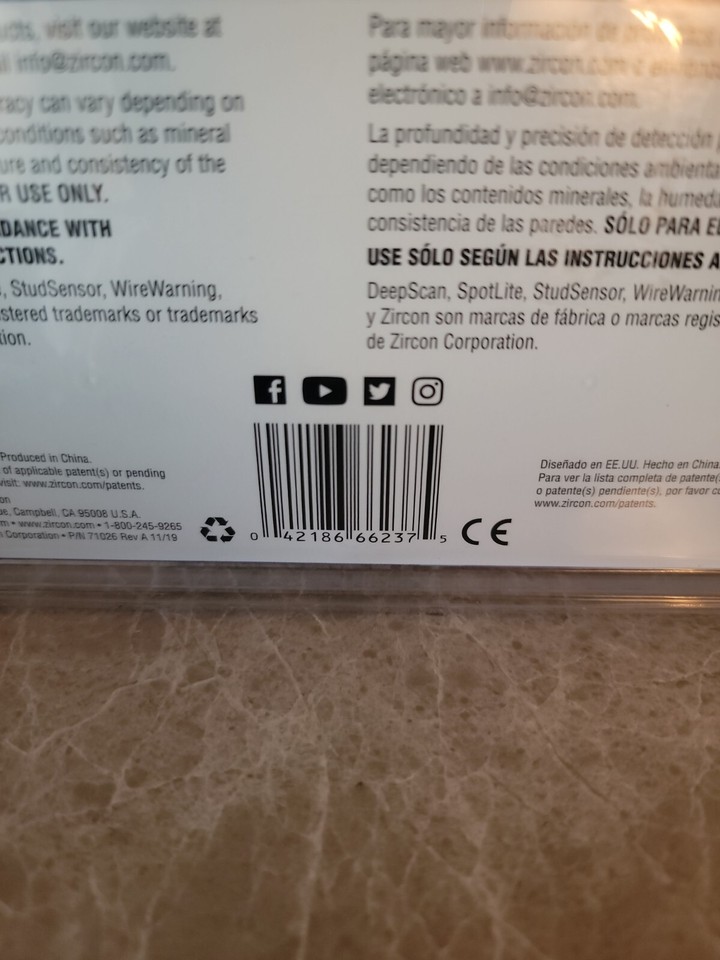 visit our website at
info@zircon.com.
racy can vary depending on
conditions such as mineral
ure and consistency of the
R USE ONLY.
DANCE WITH
CTIONS.
, StudSensor, WireWarning,
stered trademarks or trademarks
tion.
Para mayor información de
página web www.zircon.com o
electrónico a info@zircon.com.
La profundidad y precisión de detección
dependiendo de las condiciones ambienta
como los contenidos minerales, la humed
consistencia de las paredes. SÓLO PARA EL
USE SÓLO SEGÚN LAS INSTRUCCIONES A
DeepScan, SpotLite, StudSensor, WireWarnin
y Zircon son marcas de fábrica o marcas regis
de Zircon Corporation.
Produced in China.
of applicable patent(s) or pending
visit: www.zircon.com/patents.
on
ue, Campbell, CA 95008 U.S.A.
m • www.zircon.com • 1-800-245-9265
Corporation • P/N 71026 Rev A 11/19
0 42186 66237 5
CE
Diseñado en EE.UU. Hecho en China.
Para ver la lista completa de patente(
o patente(s) pendiente(s), por favor co
www.zircon.com/patents.